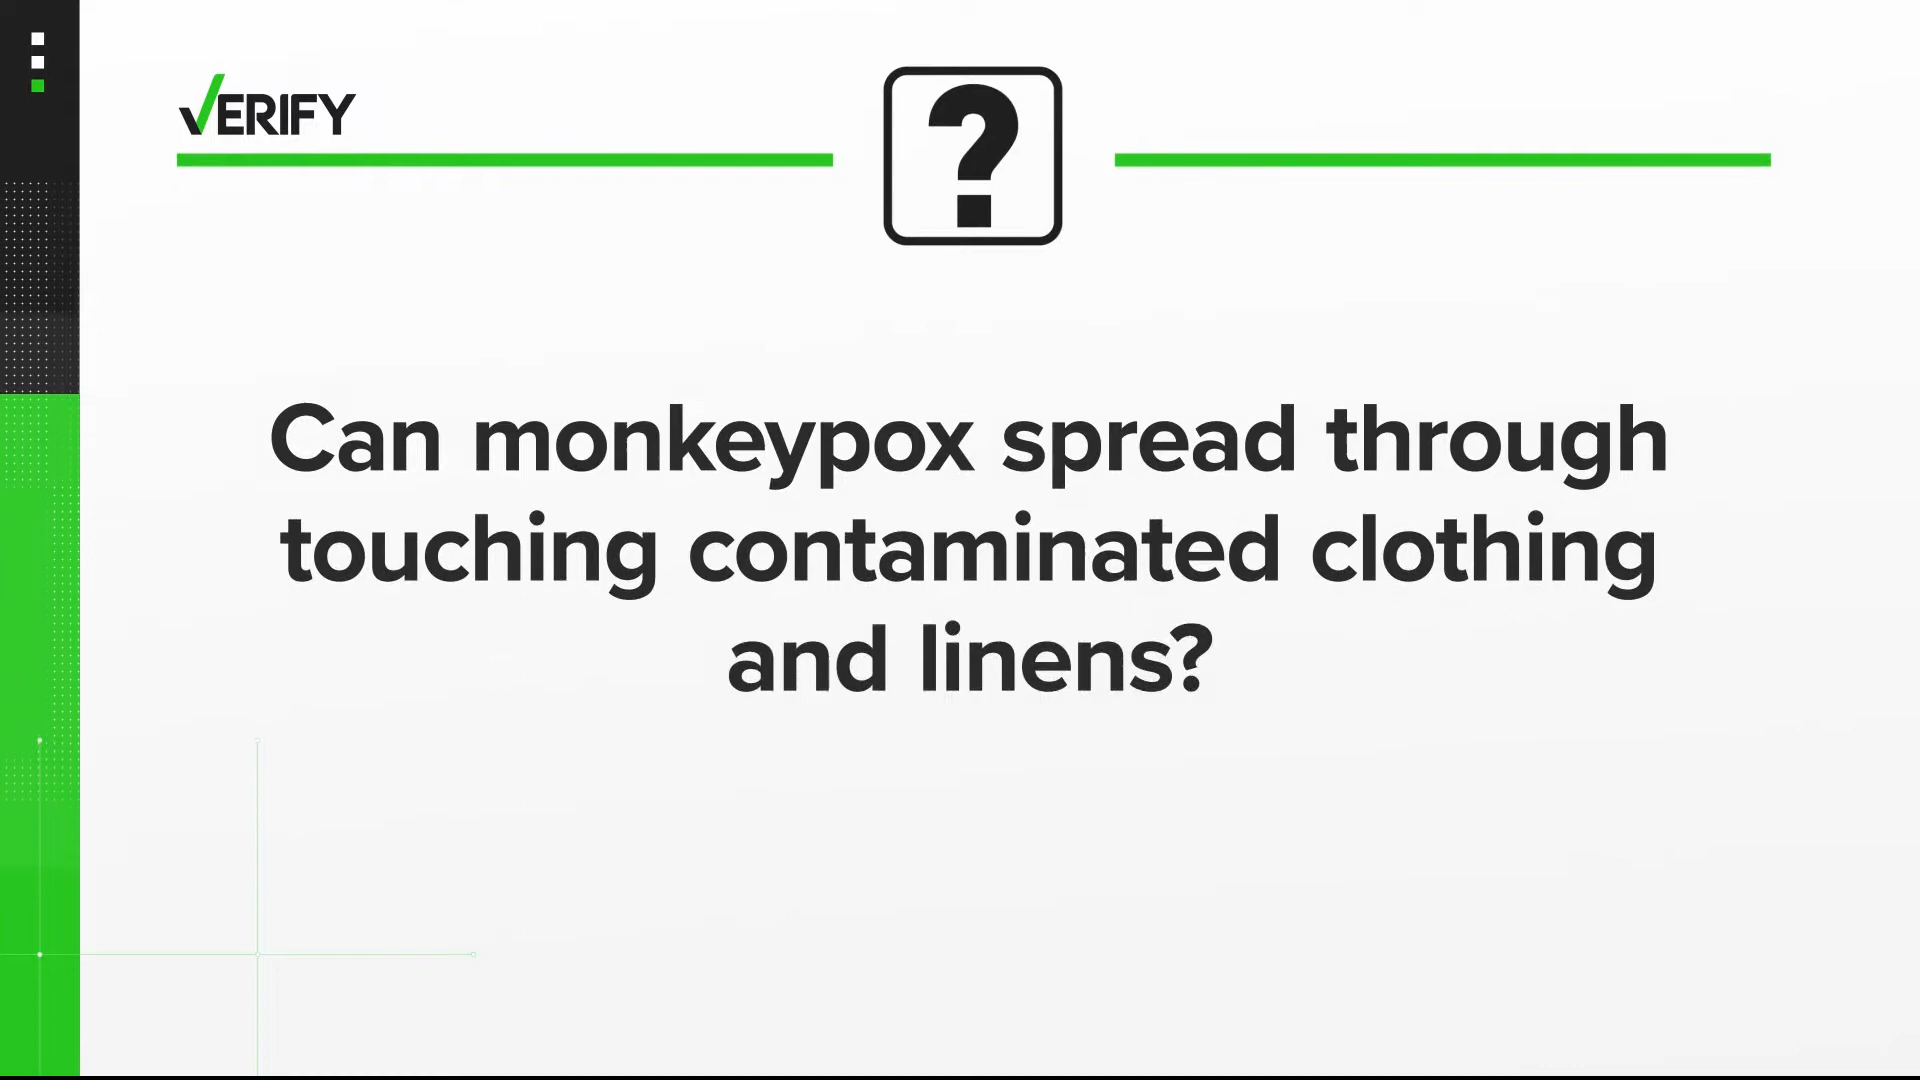 VERIFY
?
Can monkeypox spread through
touching contaminated clothing
and linens?